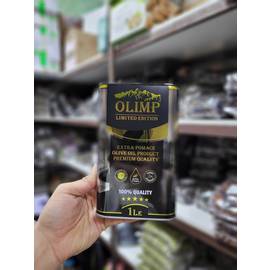 OLIMP
LIMITED EDITION
EXTRA POMACE
OLIVE OIL PRODUCT
PREMIUM QUALITY
100% QUALITY
1 Lt